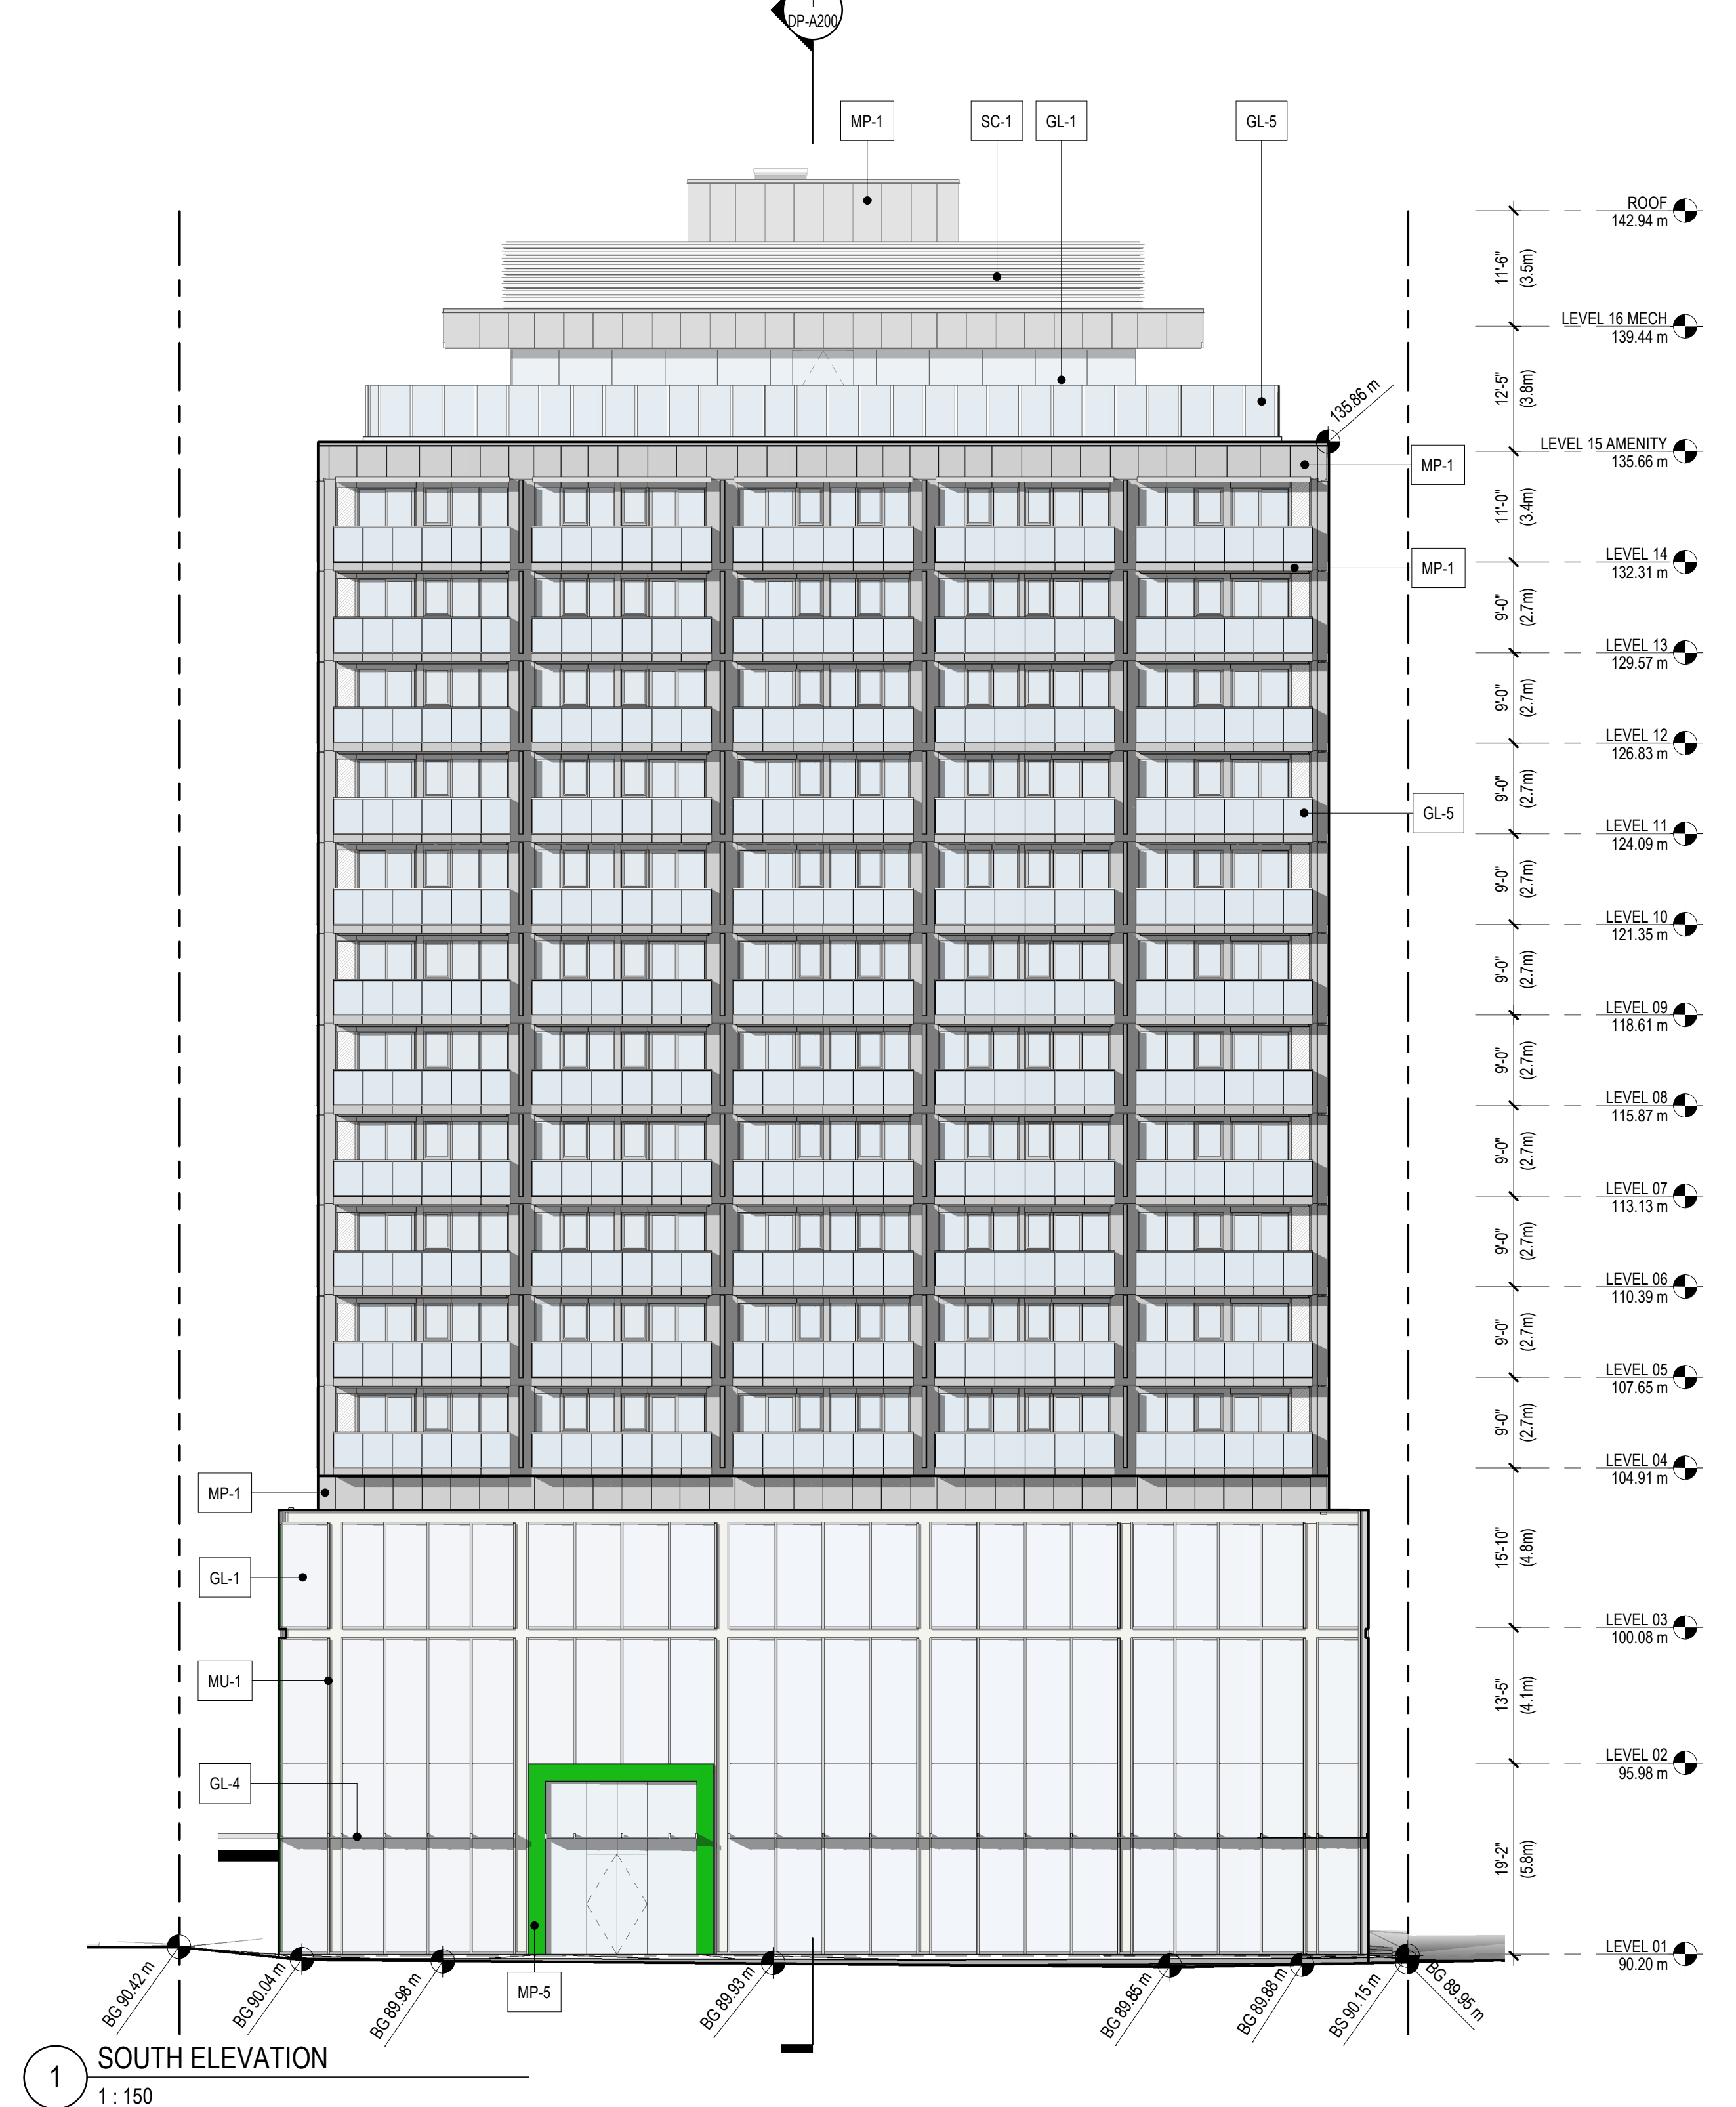 1
DP-A200
MP-1
SC-1
GL-1
GL-5
ROOF
142.94 m
11'-6"
(3.5m)
LEVEL 16 MECH
139.44 m
12'-5"
(3.8m)
135.86 m
LEVEL 15 AMENITY
135.66 m
MP-1
11'-0"
(3.4m)
LEVEL 14
132.31 m
MP-1
9'-0"
(2.7m)
LEVEL 13
129.57 m
9'-0"
(2.7m)
LEVEL 12
126.83 m
9'-0"
(2.7m)
GL-5
LEVEL 11
124.09 m
9'-0"
(2.7m)
LEVEL 10
121.35 m
9'-0"
(2.7m)
LEVEL 09
118.61 m
9'-0"
(2.7m)
LEVEL 08
115.87 m
9'-0"
(2.7m)
LEVEL 07
113.13 m
9'-0"
(2.7m)
LEVEL 06
110.39 m
9'-0"
(2.7m)
LEVEL 05
107.65 m
9'-0"
(2.7m)
LEVEL 04
104.91 m
MP-1
15'-10"
(4.8m)
GL-1
LEVEL 03
100.08 m
MU-1
13'-5"
(4.1m)
LEVEL 02
95.98 m
GL-4
19'-2"
(5.8m)
LEVEL 01
90.20 m
BG 90.42 m
BG 90.04 m
BG 89.98 m
MP-5
BG 89.93 m
BG 89.85 m
BG 89.88 m
BS 90.15 m
BG 89.95 m
1
SOUTH ELEVATION
1 : 150